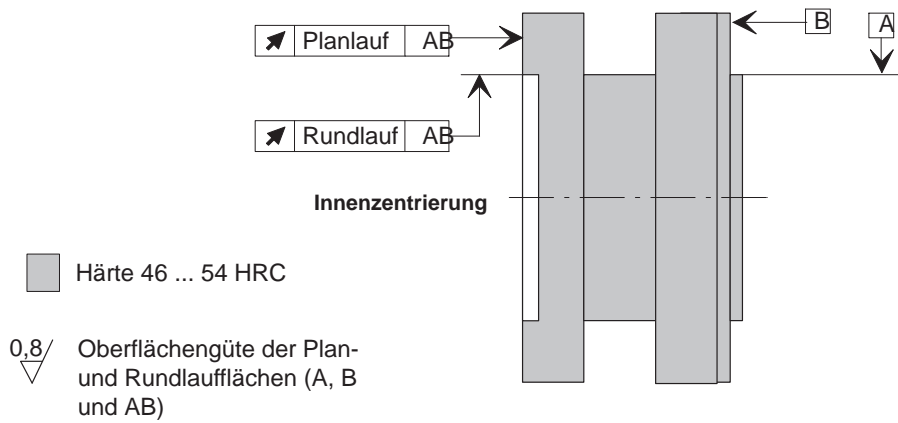 Planlauf AB
B
A
Rundlauf AB
Innenzentrierung
Härte 46 ... 54 HRC
0,8/
Oberflächengüte der Plan-
und Rundlaufflächen (A, B
und AB)